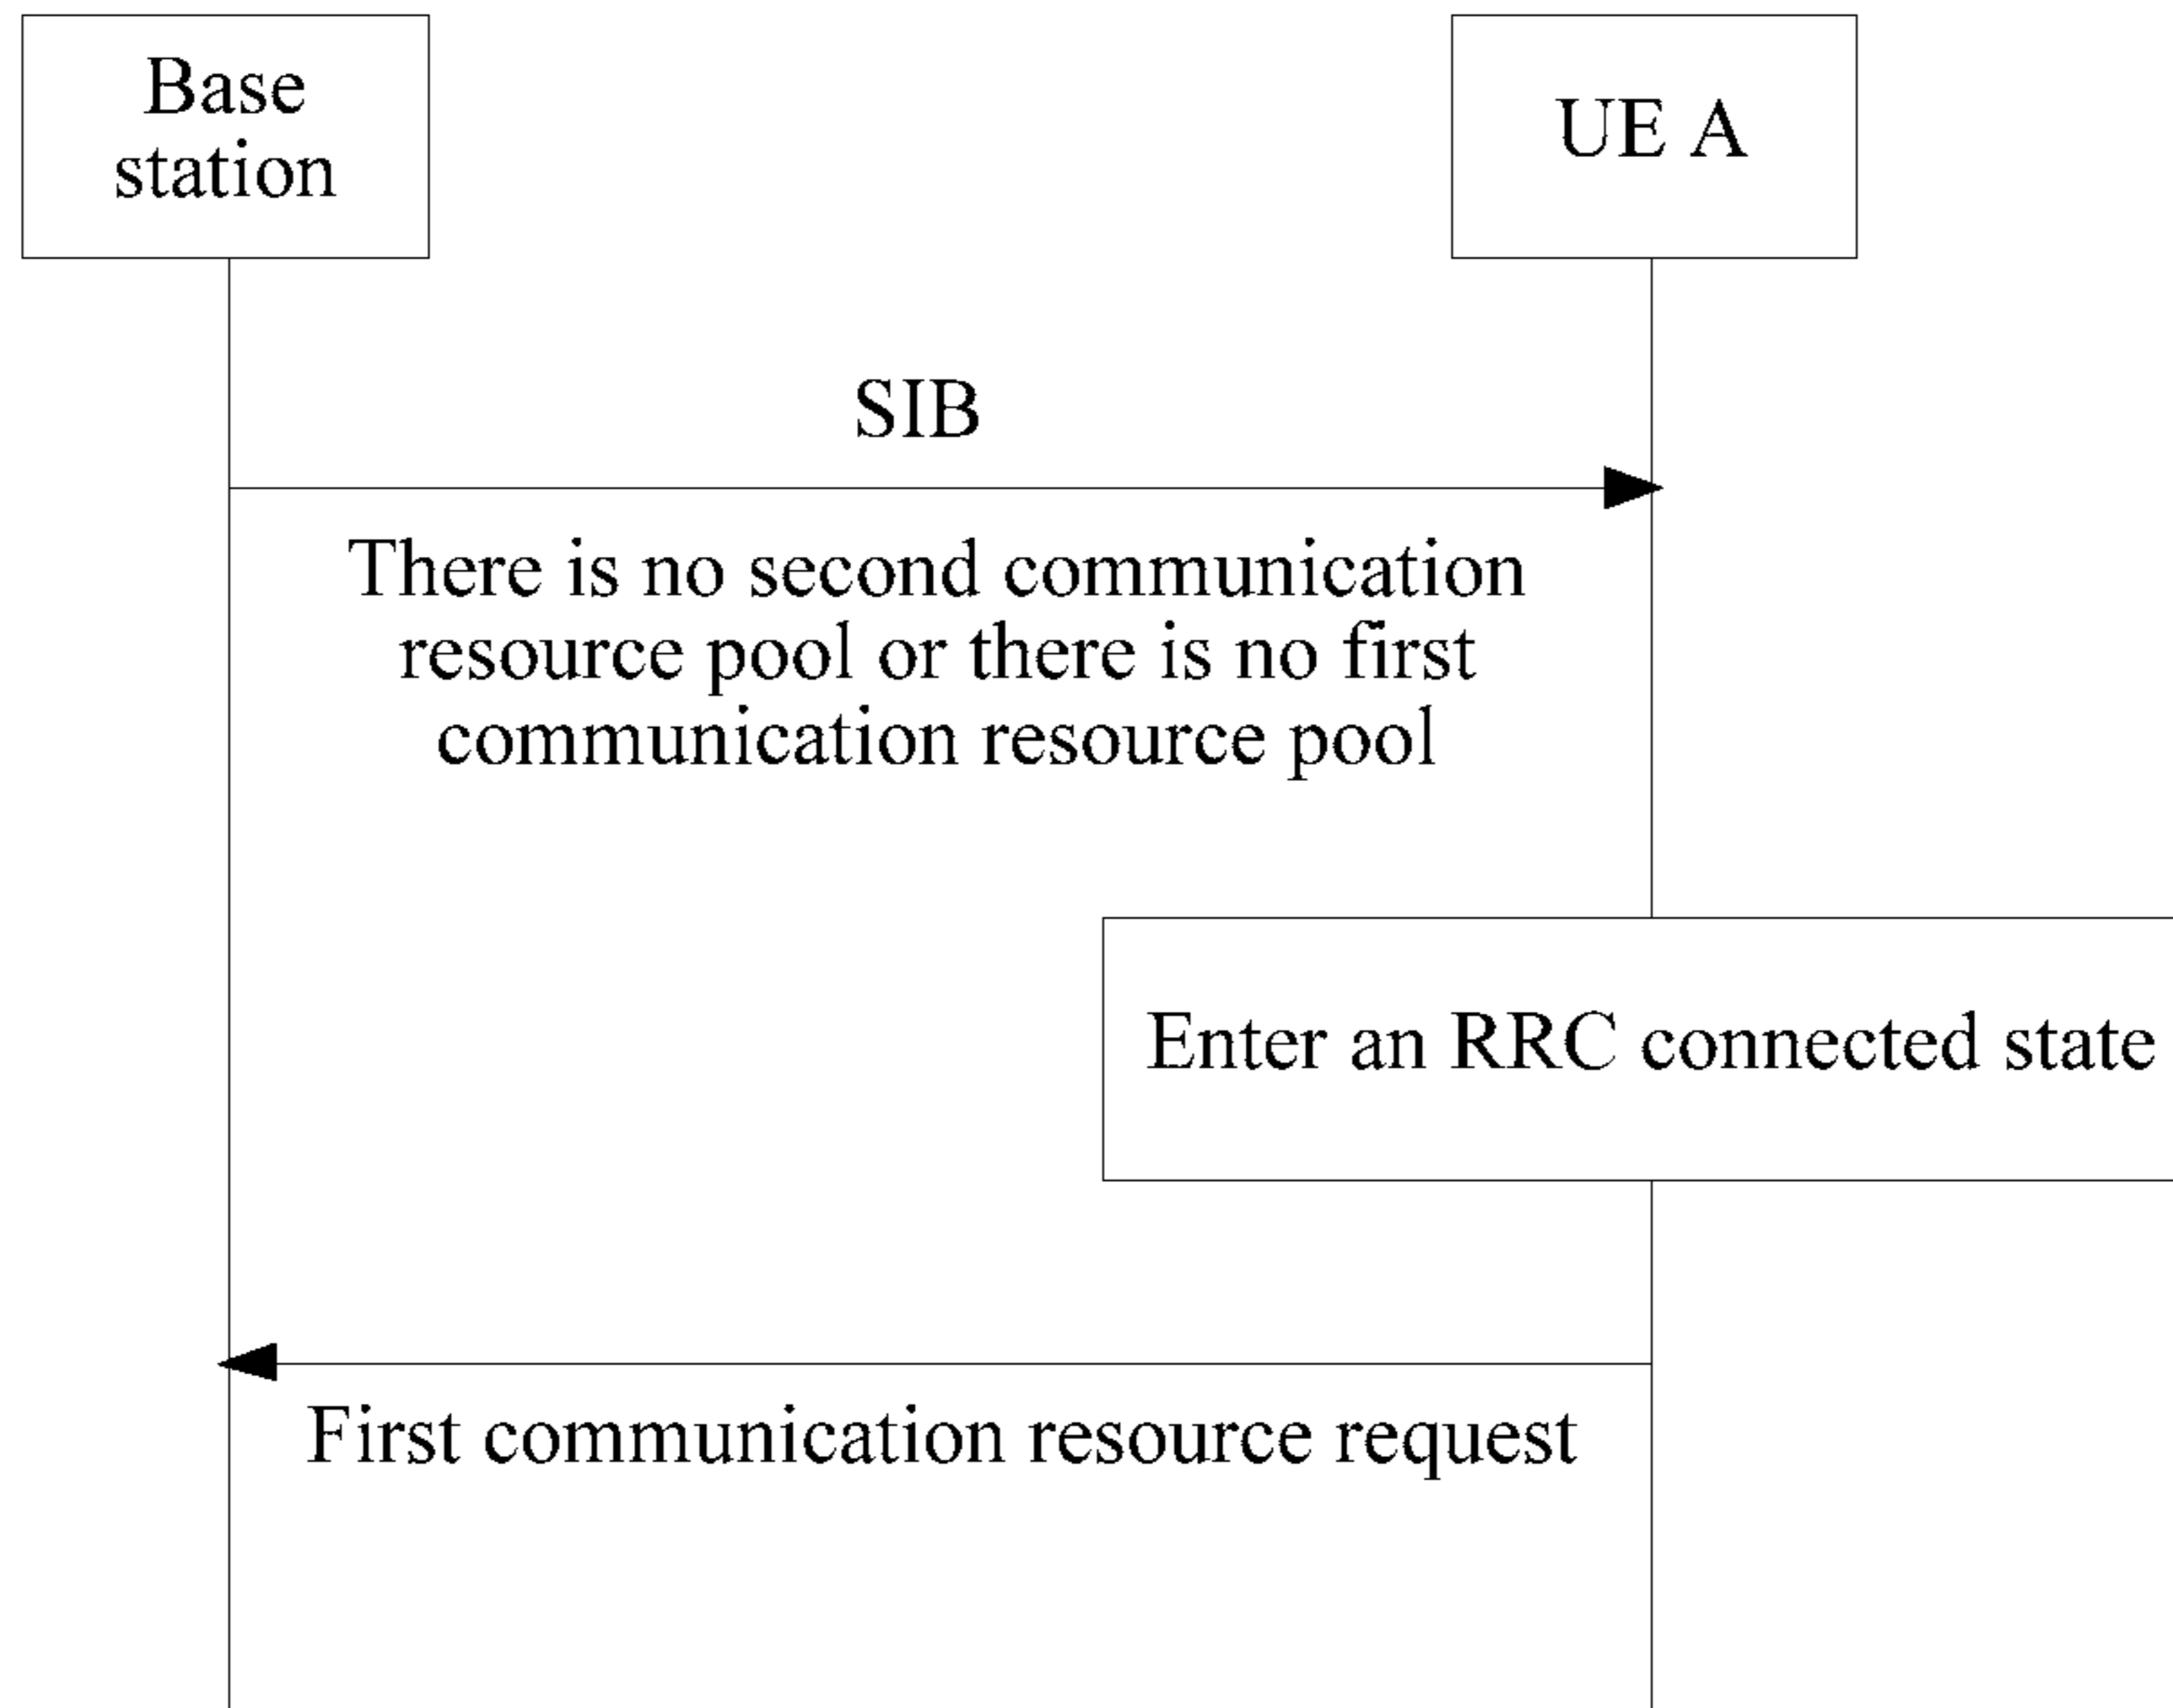 Base
station
UE A
SIB
There is no second communication
resource pool or there is no first
communication resource pool
Enter an RRC connected state
First communication resource request